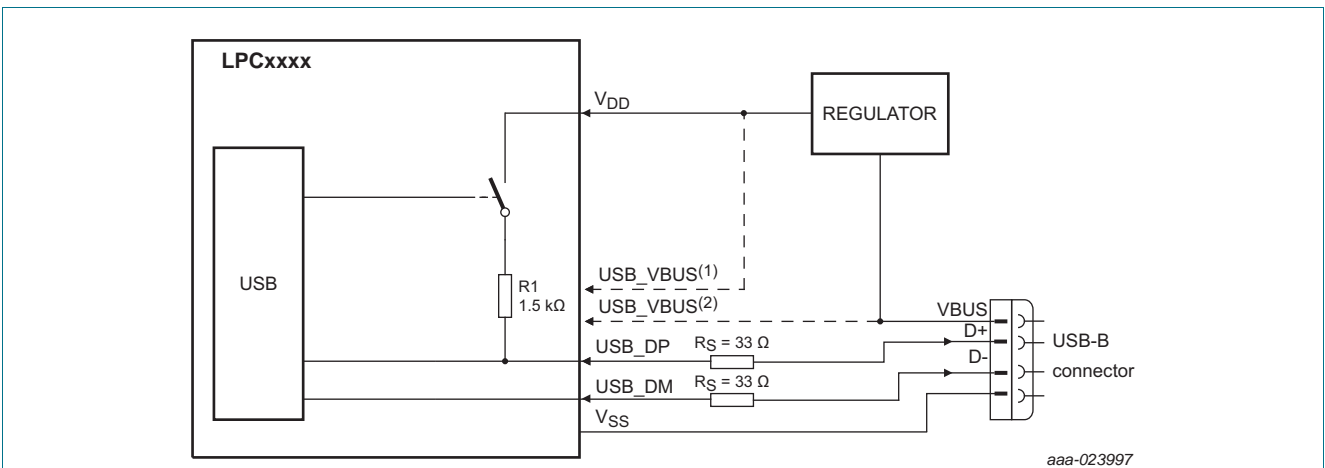 LPCxxxx
VDD
REGULATOR
USB
R1
1.5 kΩ
USB_VBUS(1)
USB_VBUS(2)
VBUS
USB_DP
RS = 33 Ω
D+
USB-B
D-
connector
USB_DM
RS = 33 Ω
VSS
aaa-023997